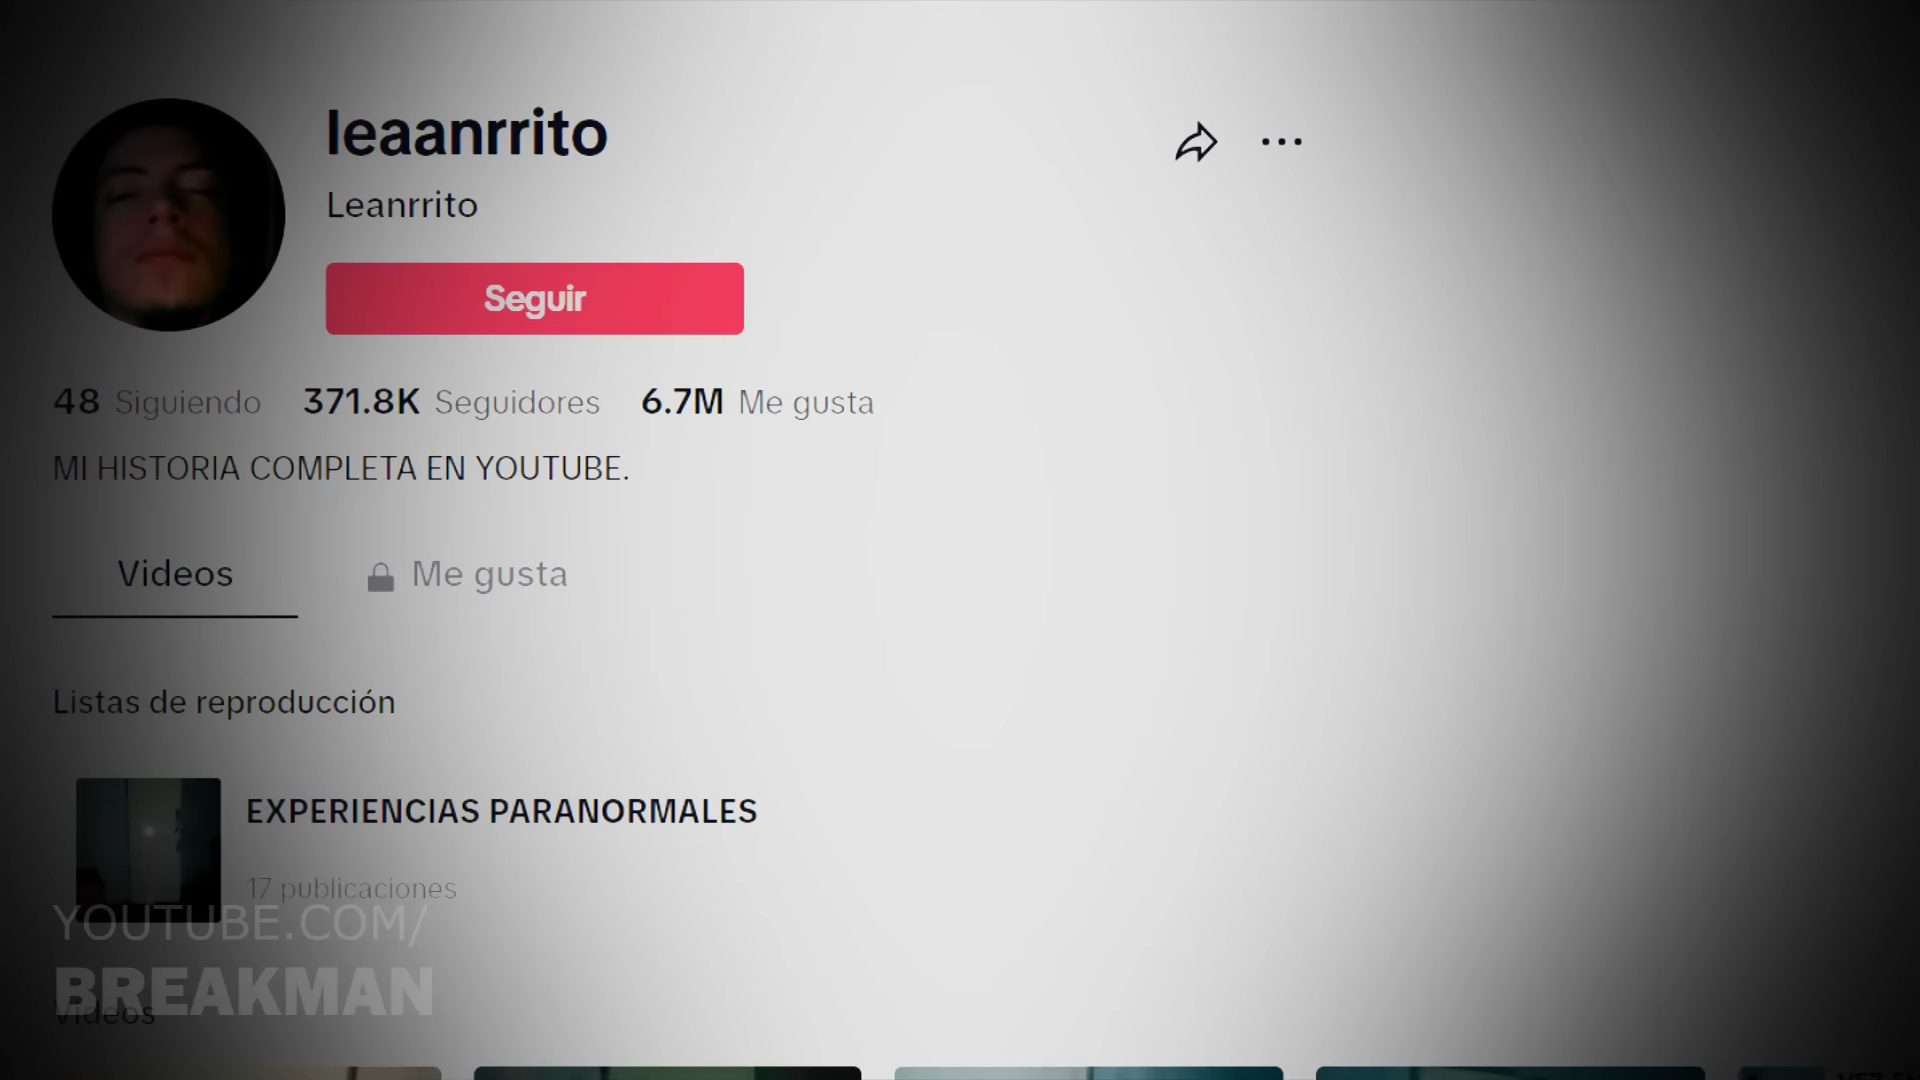 leaanrrito
Leanrrito
Seguir
48 Siguiendo 371.8K Seguidores 6.7M Me gusta
MI HISTORIA COMPLETA EN YOUTUBE.
Videos Me gusta
Listas de reproducción
EXPERIENCIAS PARANORMALES
17 publicaciones
YOUTUBE.COM/
BREAKMAN
Videos